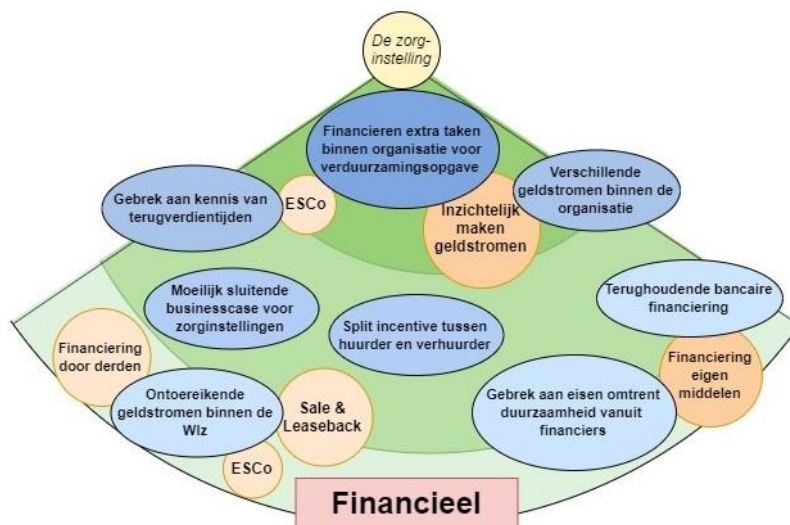 De zorg-
instelling
Financieren extra taken
binnen organisatie voor
verduurzamingsopgave
Gebrek aan kennis van
terugverdientijden
ESCo
Inzichtelijk
maken
geldstromen
Verschillende
geldstromen binnen de
organisatie
Moeilijk sluitende
businesscase voor
zorginstellingen
Split incentive tussen
huurder en verhuurder
Terughoudende bancaire
financiering
Financiering
door derden
Financiering
eigen
middelen
Ontoereikende
geldstromen binnen de
Wlz
Sale &
Leaseback
Gebrek aan eisen omtrent
duurzaamheid vanuit
financiers
ESCo
Financieel